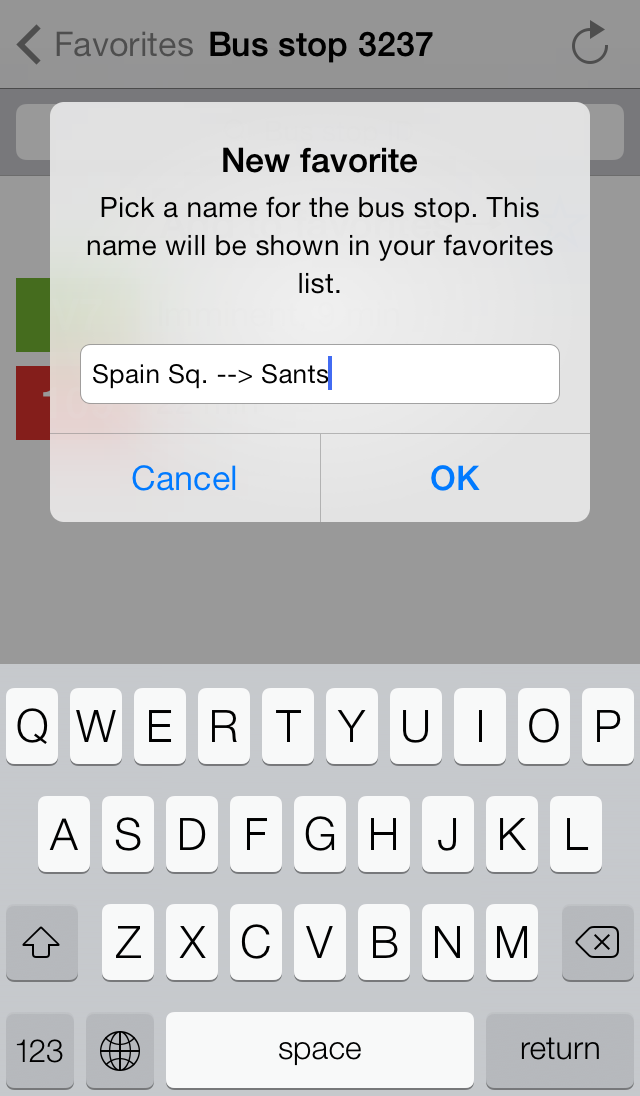 Favorites Bus stop 3237
New favorite
Pick a name for the bus stop. This
name will be shown in your favorites
list.
Spain Sq. --> Sants
Cancel OK
Q W E R T Y U I O P
A S D F G H J K L
Z X C V B N M
123 space return